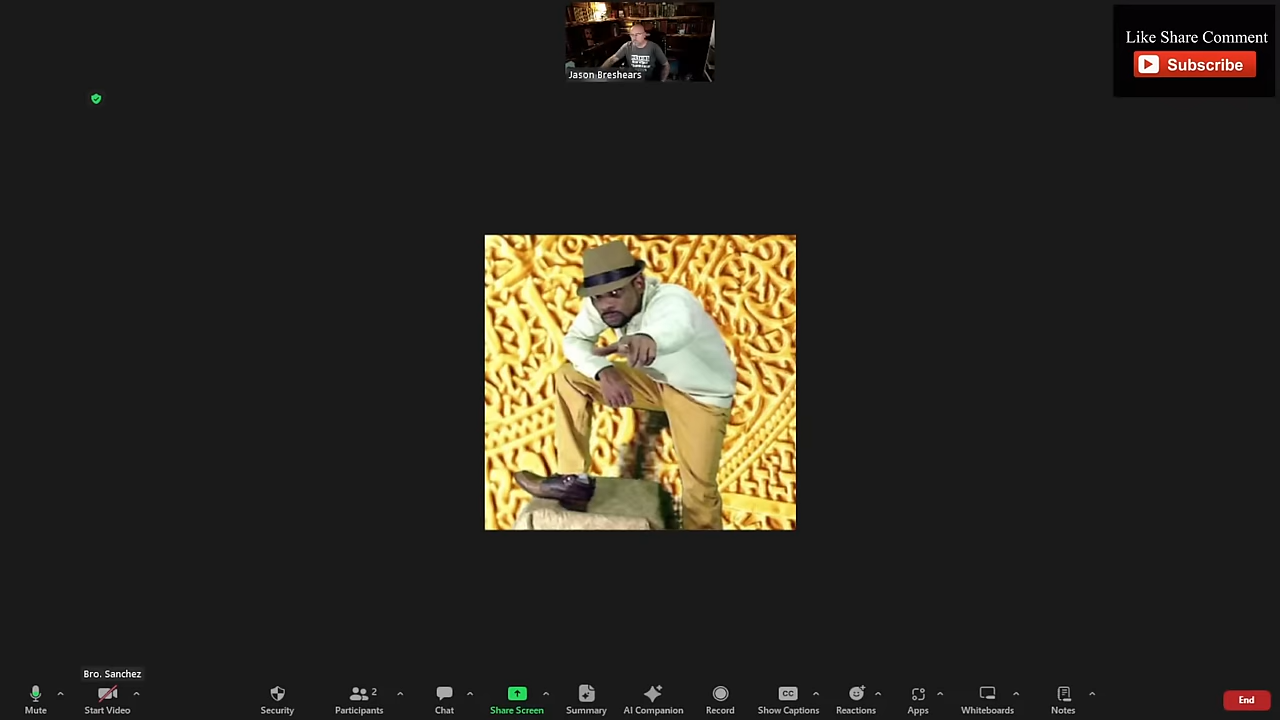 Like Share Comment
Subscribe
Jason Breshears
Bro. Sanchez
Mute
Start Video
Security
Participants
2
Chat
Share Screen
Summary
AI Companion
Record
CC
Show Captions
Reactions
Apps
Whiteboards
Notes
End